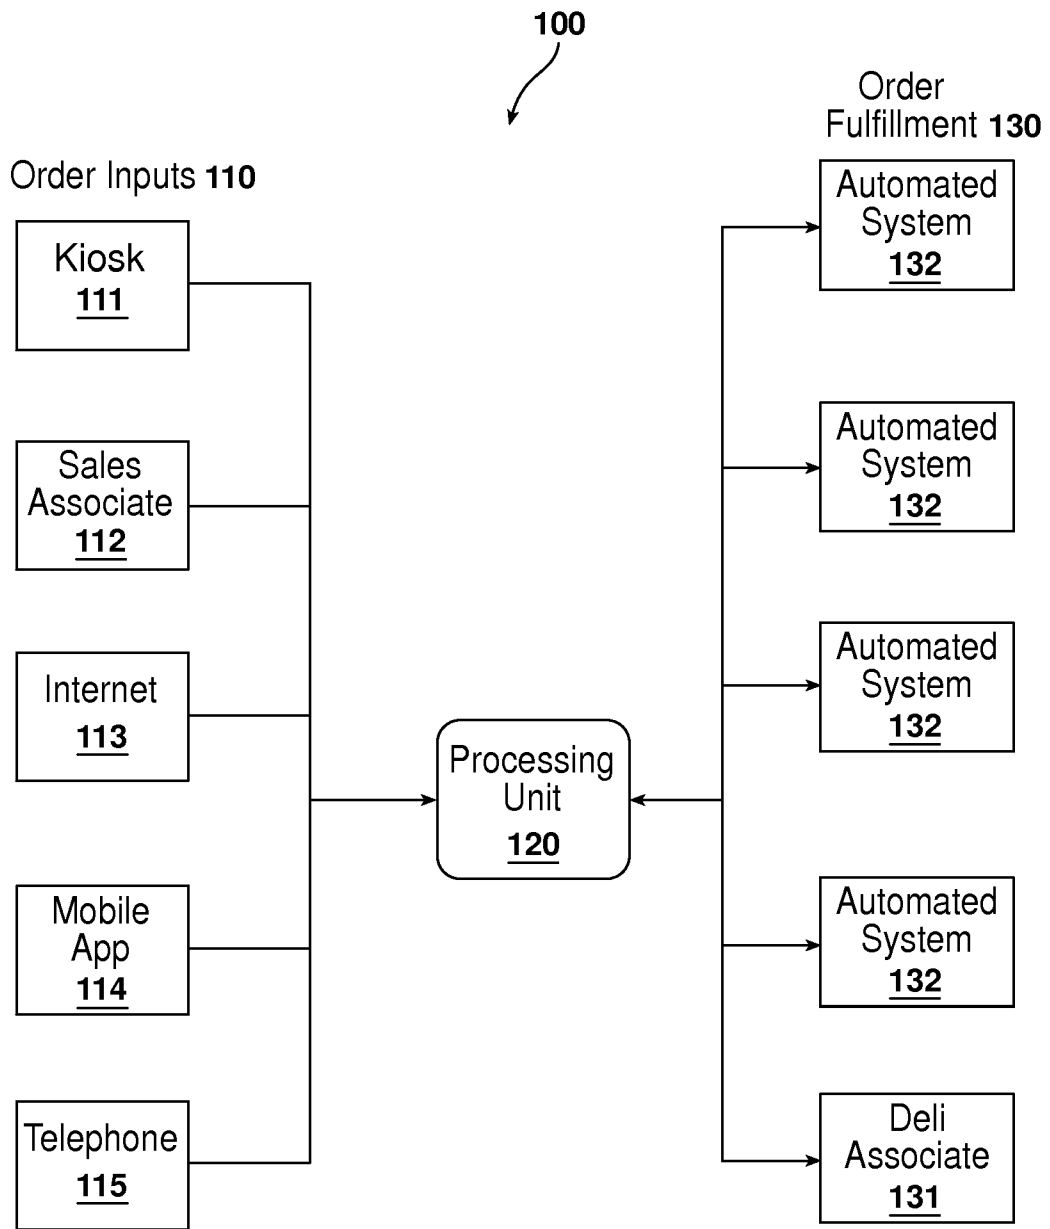 100
Order Inputs 110
Kiosk
111
Sales
Associate
112
Internet
113
Mobile
App
114
Telephone
115
Processing
Unit
120
Order
Fulfillment 130
Automated
System
132
Automated
System
132
Automated
System
132
Automated
System
132
Deli
Associate
131